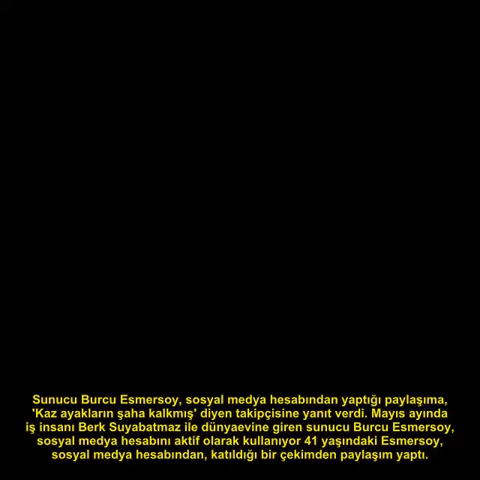 Sunucu Burcu Esmersoy, sosyal medya hesabından yaptığı paylaşıma,
'Kaz ayakların şaha kalkmış' diyen takipçisine yanıt verdi. Mayıs ayında
iş insanı Berk Suyabatmaz ile dünyaevine giren sunucu Burcu Esmersoy,
sosyal medya hesabını aktif olarak kullanıyor 41 yaşındaki Esmersoy,
sosyal medya hesabından, katıldığı bir çekimden paylaşım yaptı.